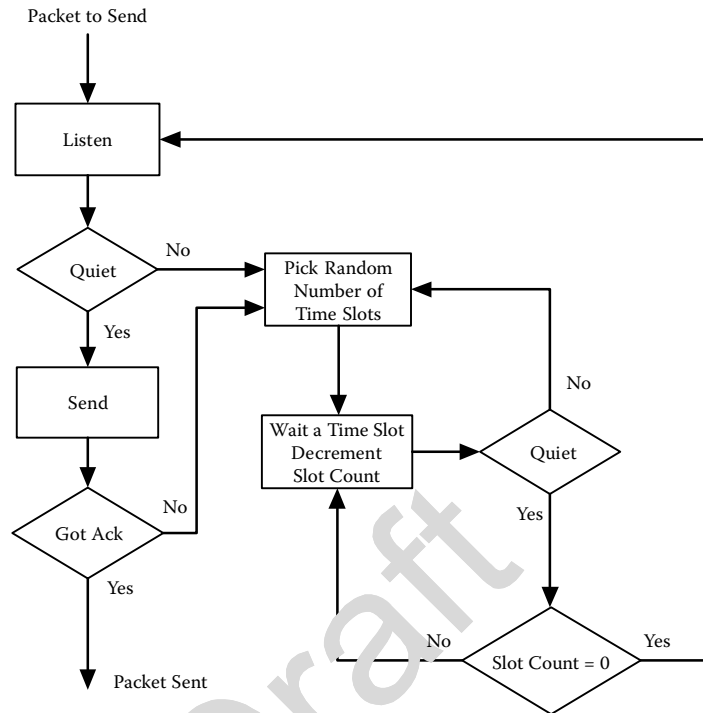 Packet to Send
Listen
Quiet
No
Yes
Pick Random
Number of
Time Slots
Send
No
Wait a Time Slot
Decrement
Slot Count
Quiet
Got Ack
No
Yes
Yes
Packet Sent
No
Slot Count = 0
Yes
Draft